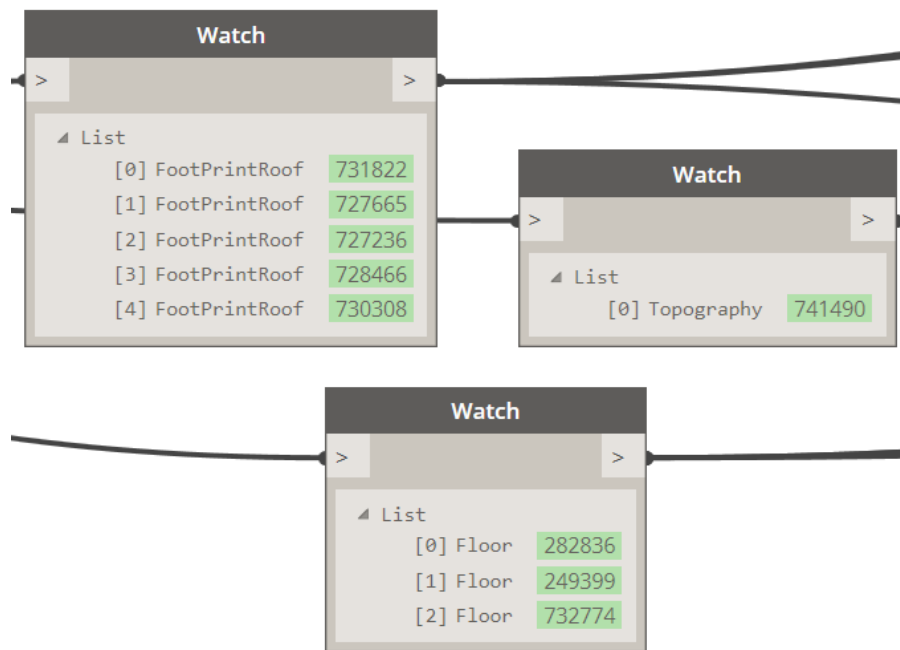 Watch
> >
List
[0] FootPrintRoof 731822
[1] FootPrintRoof 727665
[2] FootPrintRoof 727236
[3] FootPrintRoof 728466
[4] FootPrintRoof 730308
Watch
> >
List
[0] Topography 741490
Watch
> >
List
[0] Floor 282836
[1] Floor 249399
[2] Floor 732774